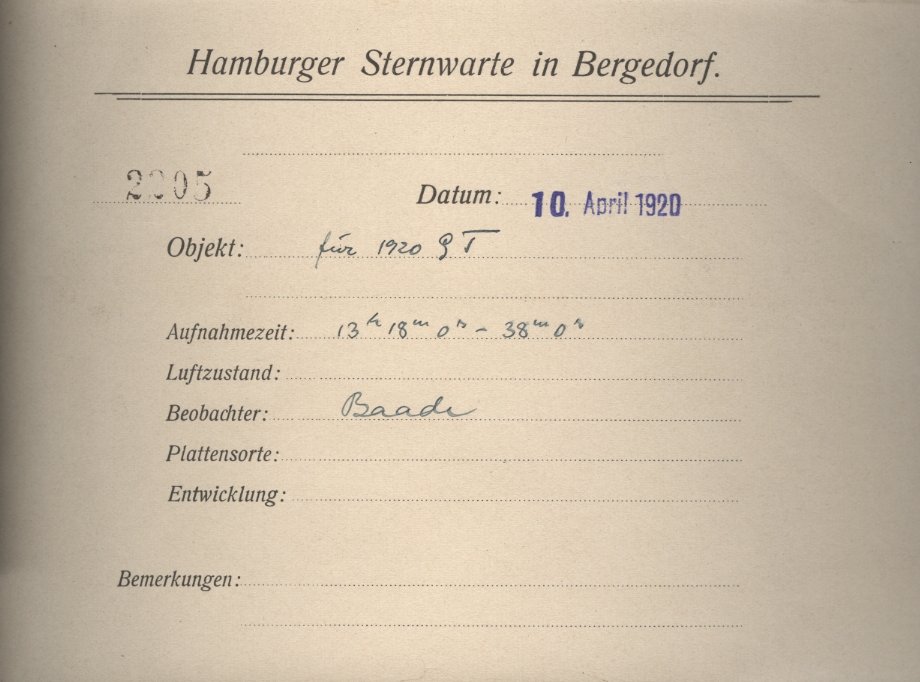 Hamburger Sternwarte in Bergedorf.
2205 Datum: 10. April 1920
Objekt: für 1920 G T
Aufnahmezeit: 13h 18m 0s - 38m 0s
Luftzustand:
Beobachter: Baade
Plattensorte:
Entwicklung:
Bemerkungen: